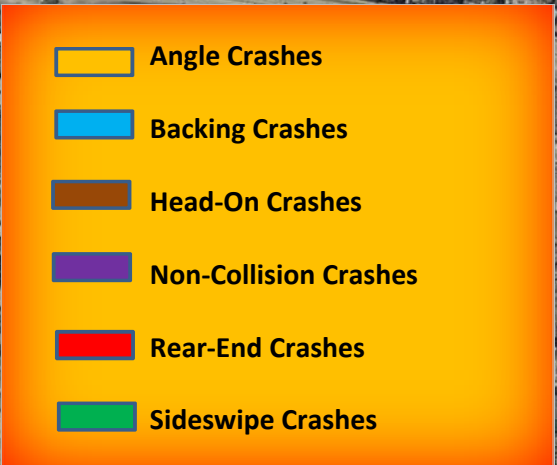 Angle Crashes
Backing Crashes
Head-On Crashes
Non-Collision Crashes
Rear-End Crashes
Sideswipe Crashes